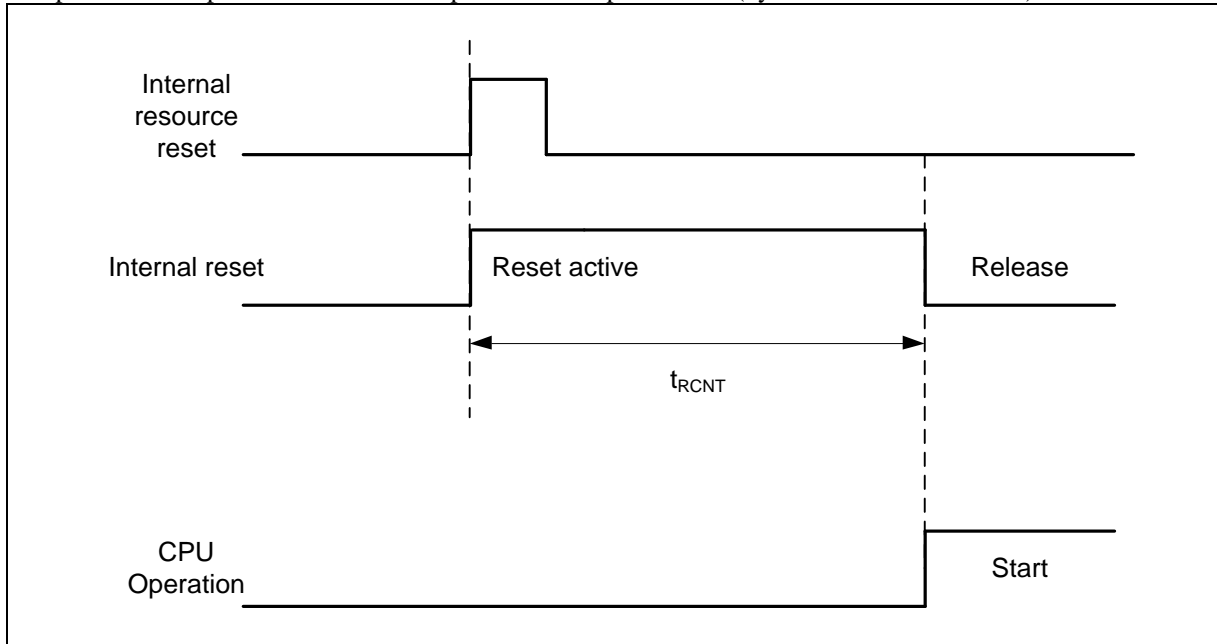 Internal
resource
reset
Internal reset
Reset active
Release
tRCNT
CPU
Operation
Start